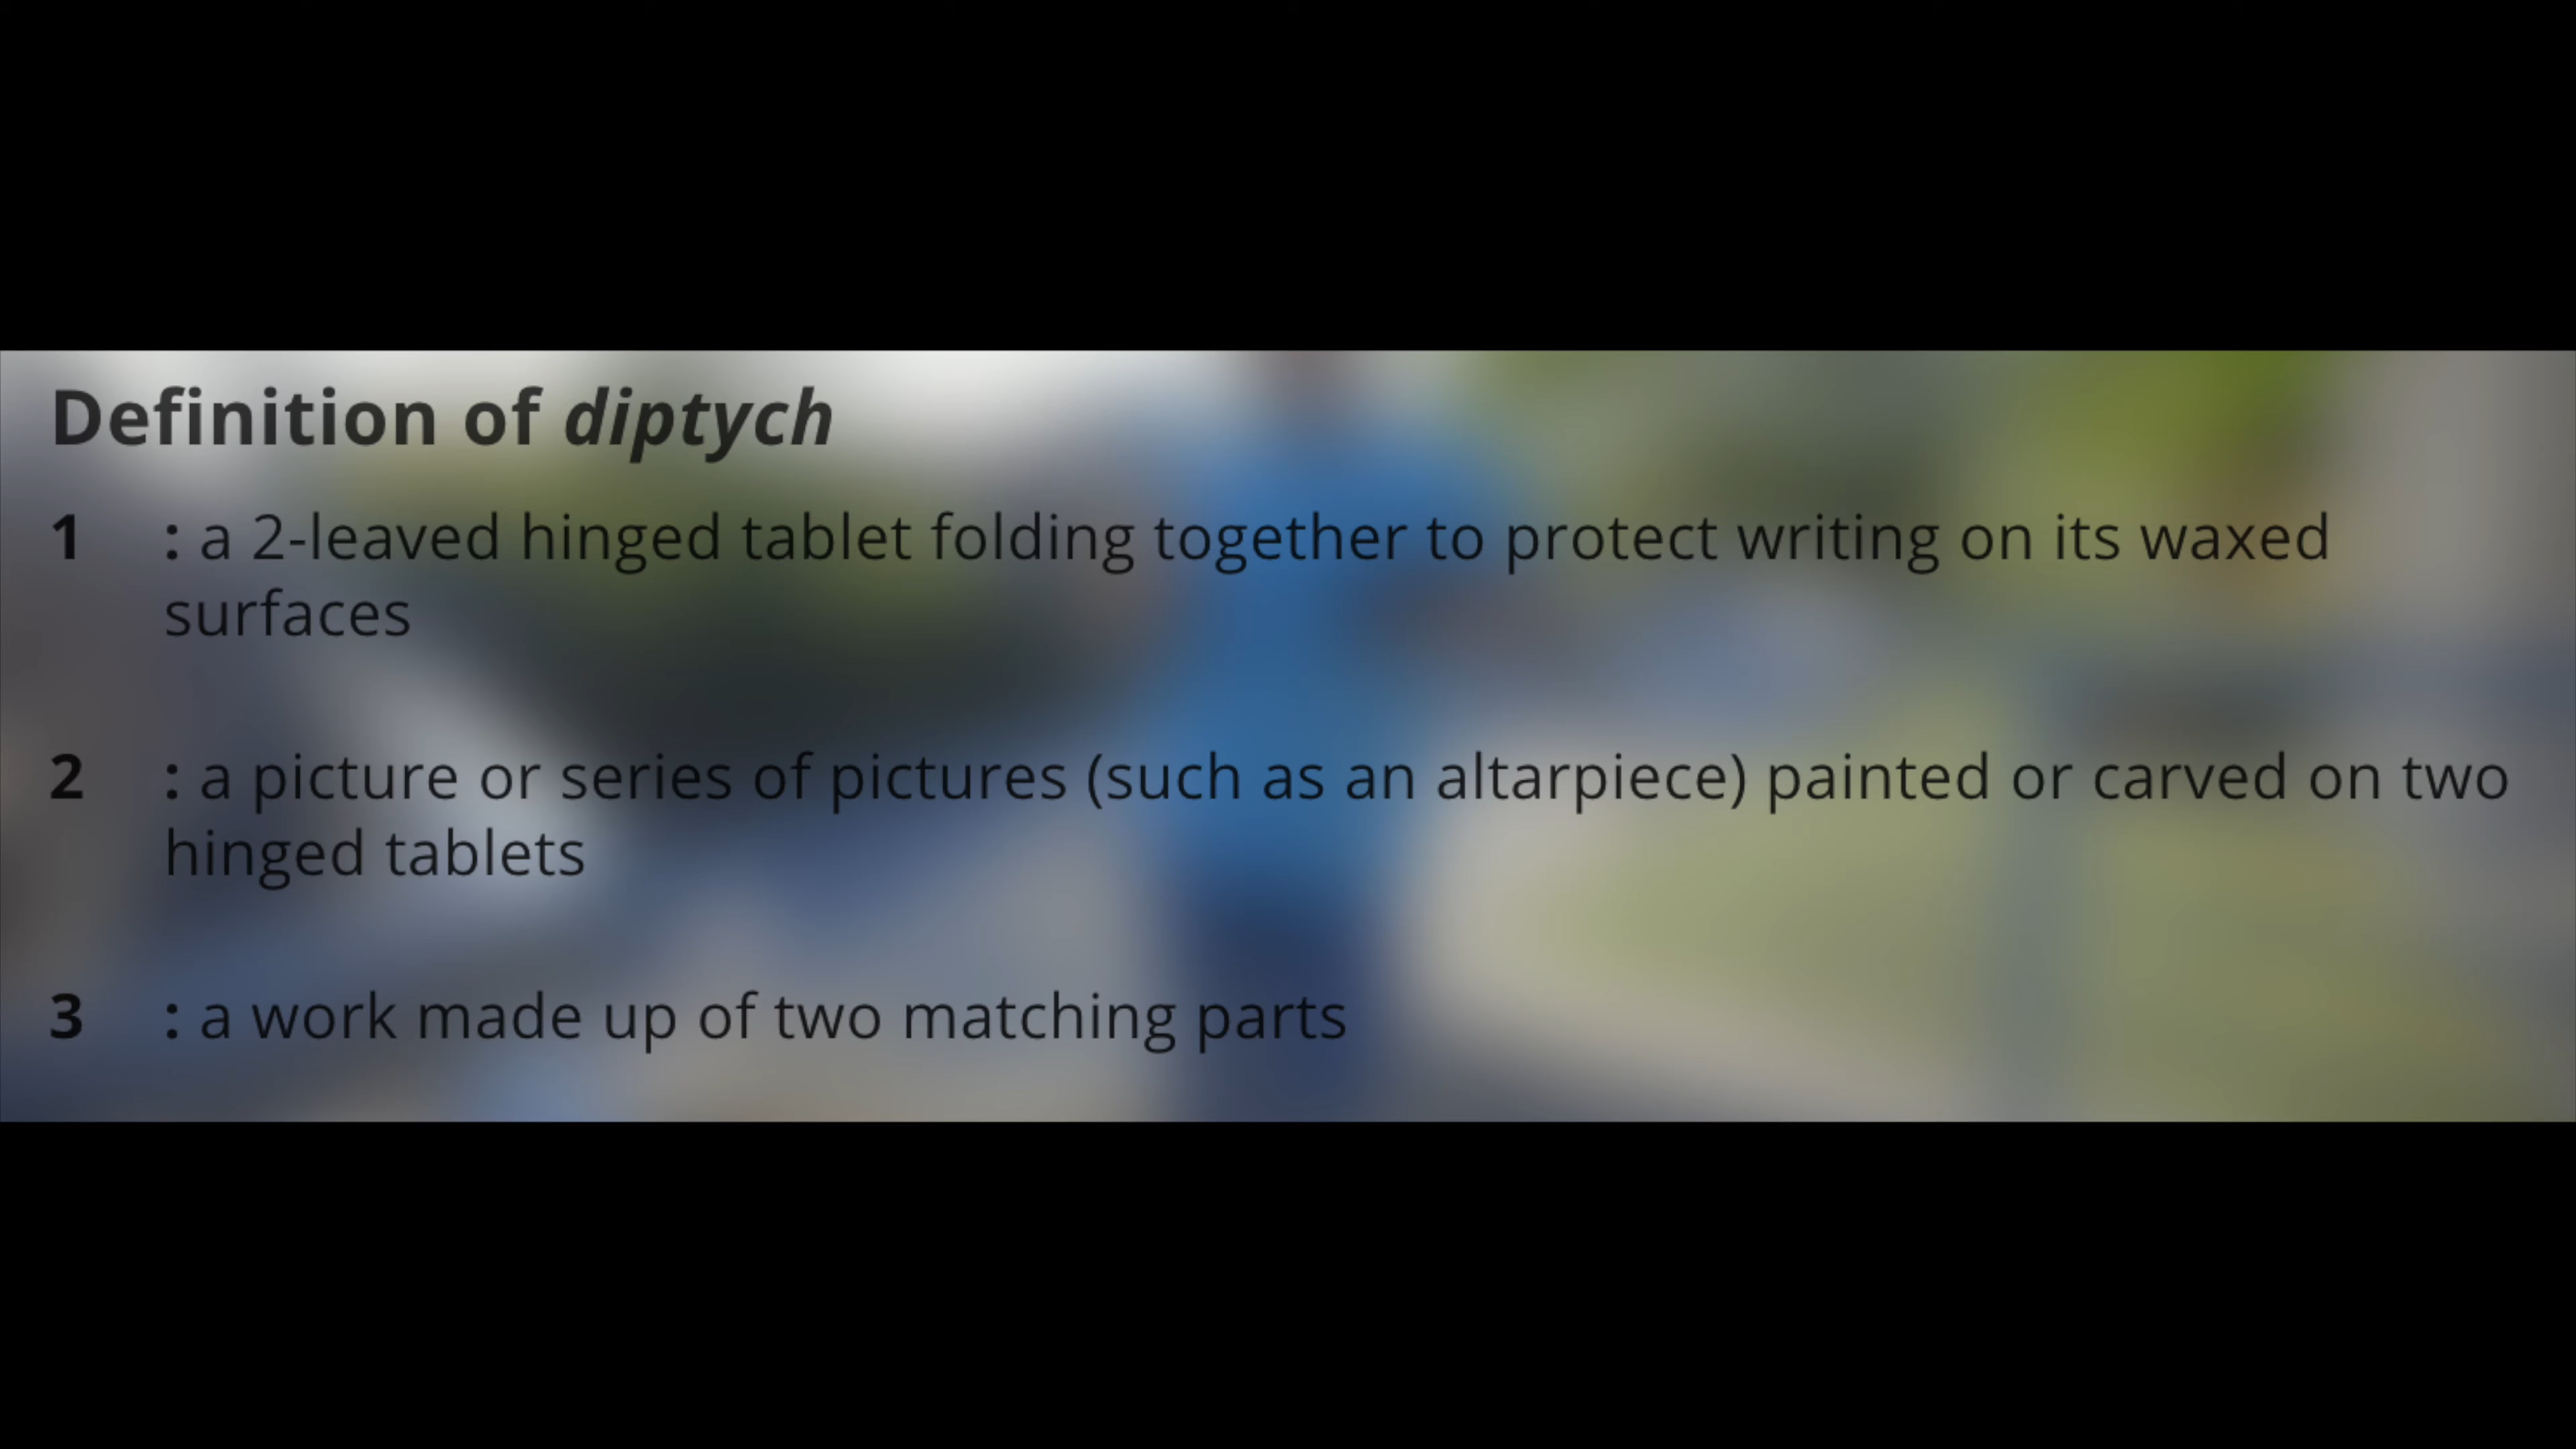 Definition of diptych
1 : a 2-leaved hinged tablet folding together to protect writing on its waxed
surfaces
2 : a picture or series of pictures (such as an altarpiece) painted or carved on two
hinged tablets
3 : a work made up of two matching parts